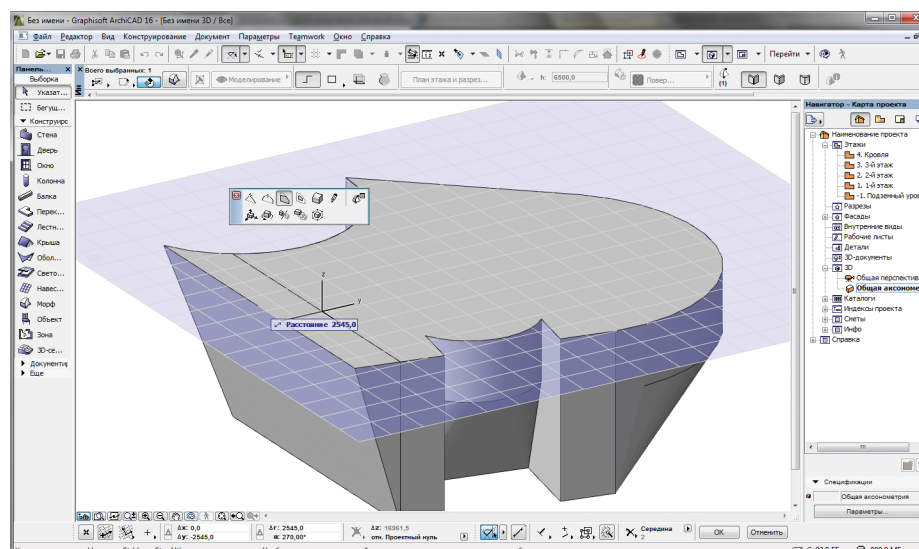 Без имени - Graphisoft ArchiCAD 16 - [Без имени 3D / Все]
Файл Редактор Вид Конструирование Документ Параметры Teamwork Окно Справка
Перейти
Панель...
Выборка
Указат...
Бегущ...
Конструирс
Стена
Дверь
Окно
Колонна
Балка
Перек...
Лестн...
Крыша
Обол...
Свето...
Навес...
Морф
Объект
Зона
3D-се...
Документир
Еще
Всего выбранных: 1
Моделирование
План этажа и разрез...
h: 6500,0
Повер...
(1)
z
y
Расстояние 2545,0
Навигатор - Карта проекта
Наименование проекта
Этажи
4. Кровля
3. 3-й этаж
2. 2-й этаж
1. 1-й этаж
-1. Подземный уров
Разрезы
Фасады
Внутренние виды
Рабочие листы
Детали
3D-документы
3D
Общая перспектив
Общая аксономе
Каталоги
Индексы проекта
Сметы
Инфо
Справка
Спецификации
Общая аксонометрия
Параметры...
Δx: 0,0
Δy: -2545,0
Δr: 2545,0
α: 270,00°
Δz: 16961,5
отн. Проектный нуль
Середина
2
OK
Отменить